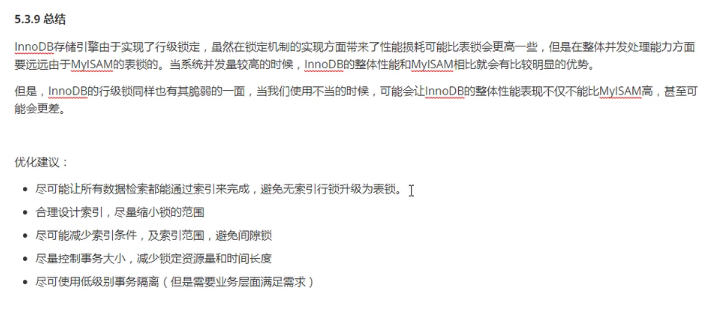 5.3.9 总结
InnoDB存储引擎由于实现了行级锁定，虽然在锁定机制的实现方面带来了性能损耗可能比表锁会更高一些，但是在整体并发处理能力方面
要远远由于MyISAM的表锁的。当系统并发量较高的时候，InnoDB的整体性能和MyISAM相比就会有比较明显的优势。
但是，InnoDB的行级锁同样也有其脆弱的一面，当我们使用不当的时候，可能会让InnoDB的整体性能表现不仅不能比MyISAM高，甚至可
能会更差。
优化建议：
• 尽可能让所有数据检索都能通过索引来完成，避免无索引行锁升级为表锁。
• 合理设计索引，尽量缩小锁的范围
• 尽可能减少索引条件，及索引范围，避免间隙锁
• 尽量控制事务大小，减少锁定资源量和时间长度
• 尽可使用低级别事务隔离（但是需要业务层面满足需求）